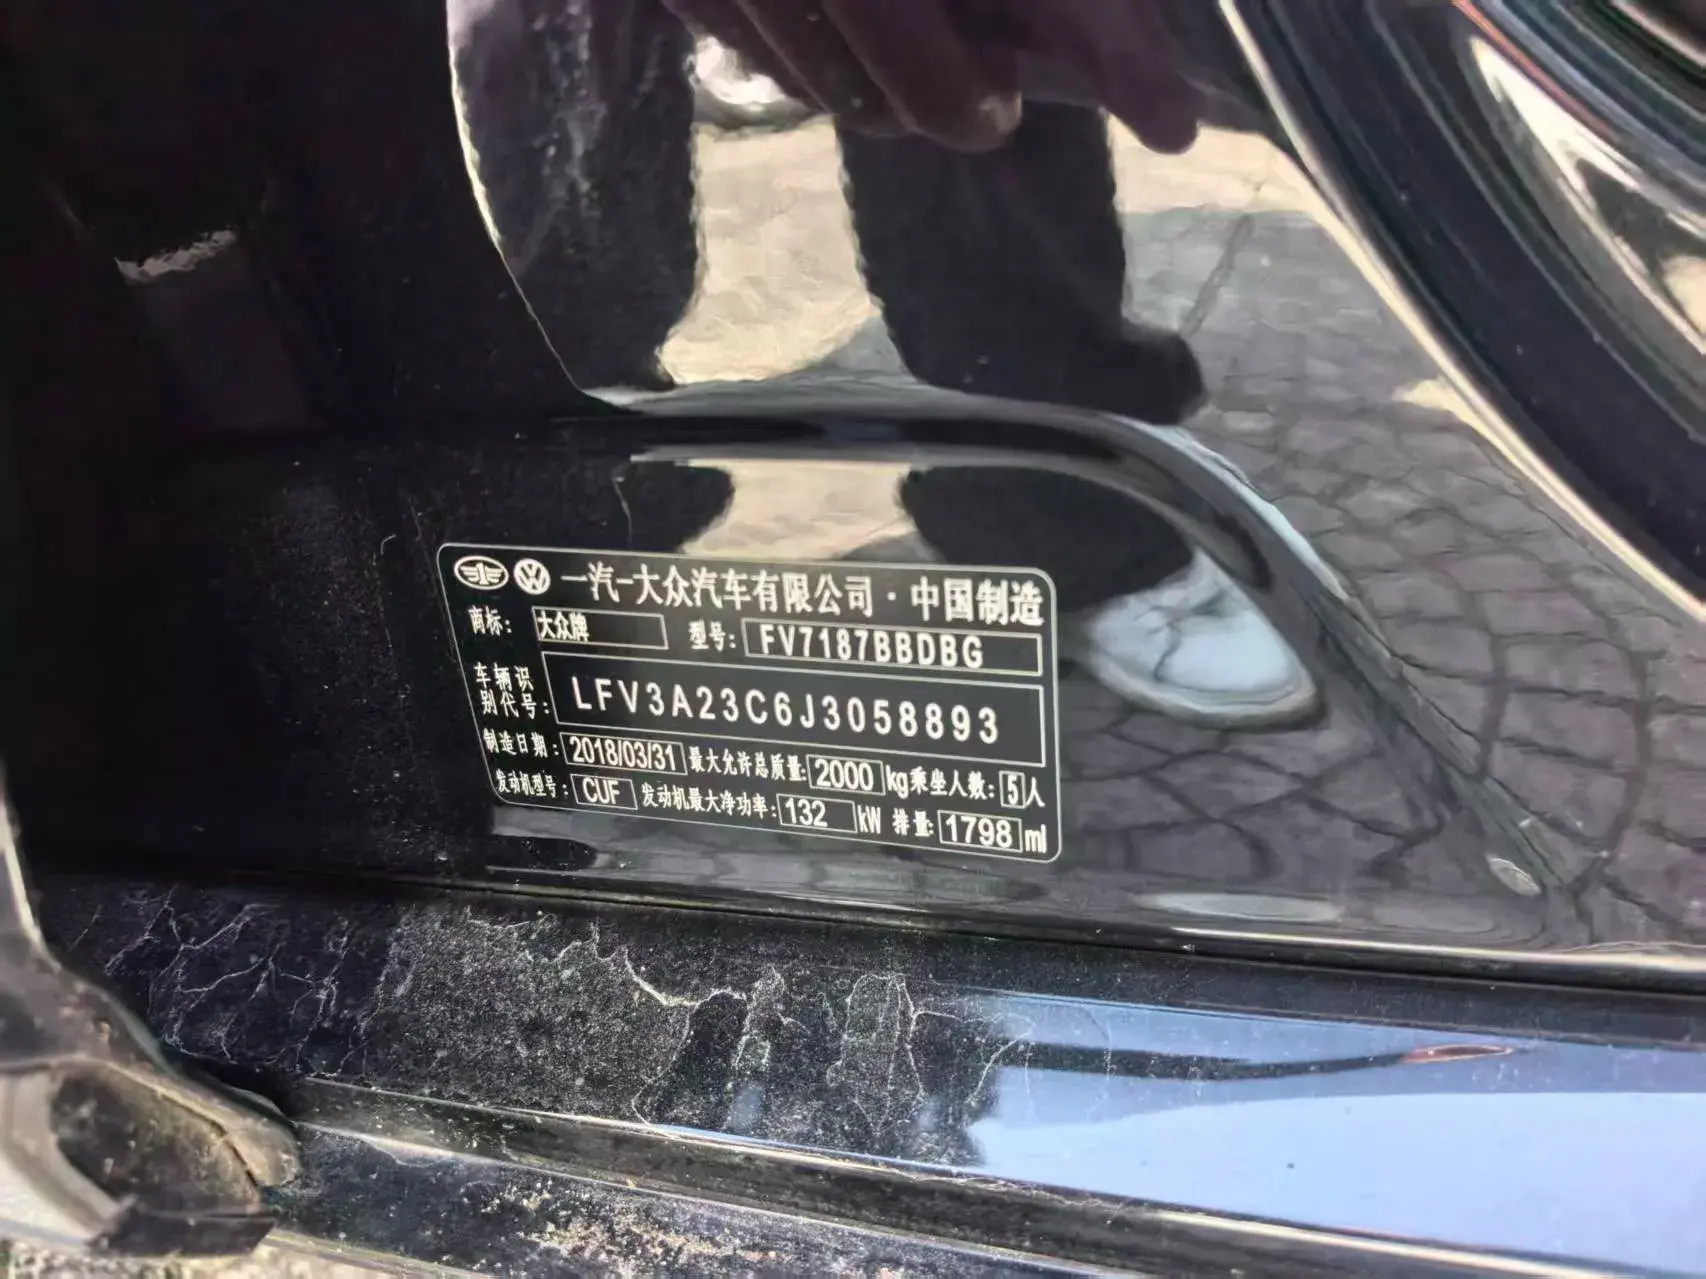 一汽-大众汽车有限公司·中国制造
商标: 大众牌 型号: FV7187BBDBG
车辆识别代号: LFV3A23C6J3058893
制造日期: 2018/03/31 最大允许总质量: 2000 kg 乘坐人数: 5 人
发动机型号: CUF 发动机最大净功率: 132 kW 排量: 1798 ml